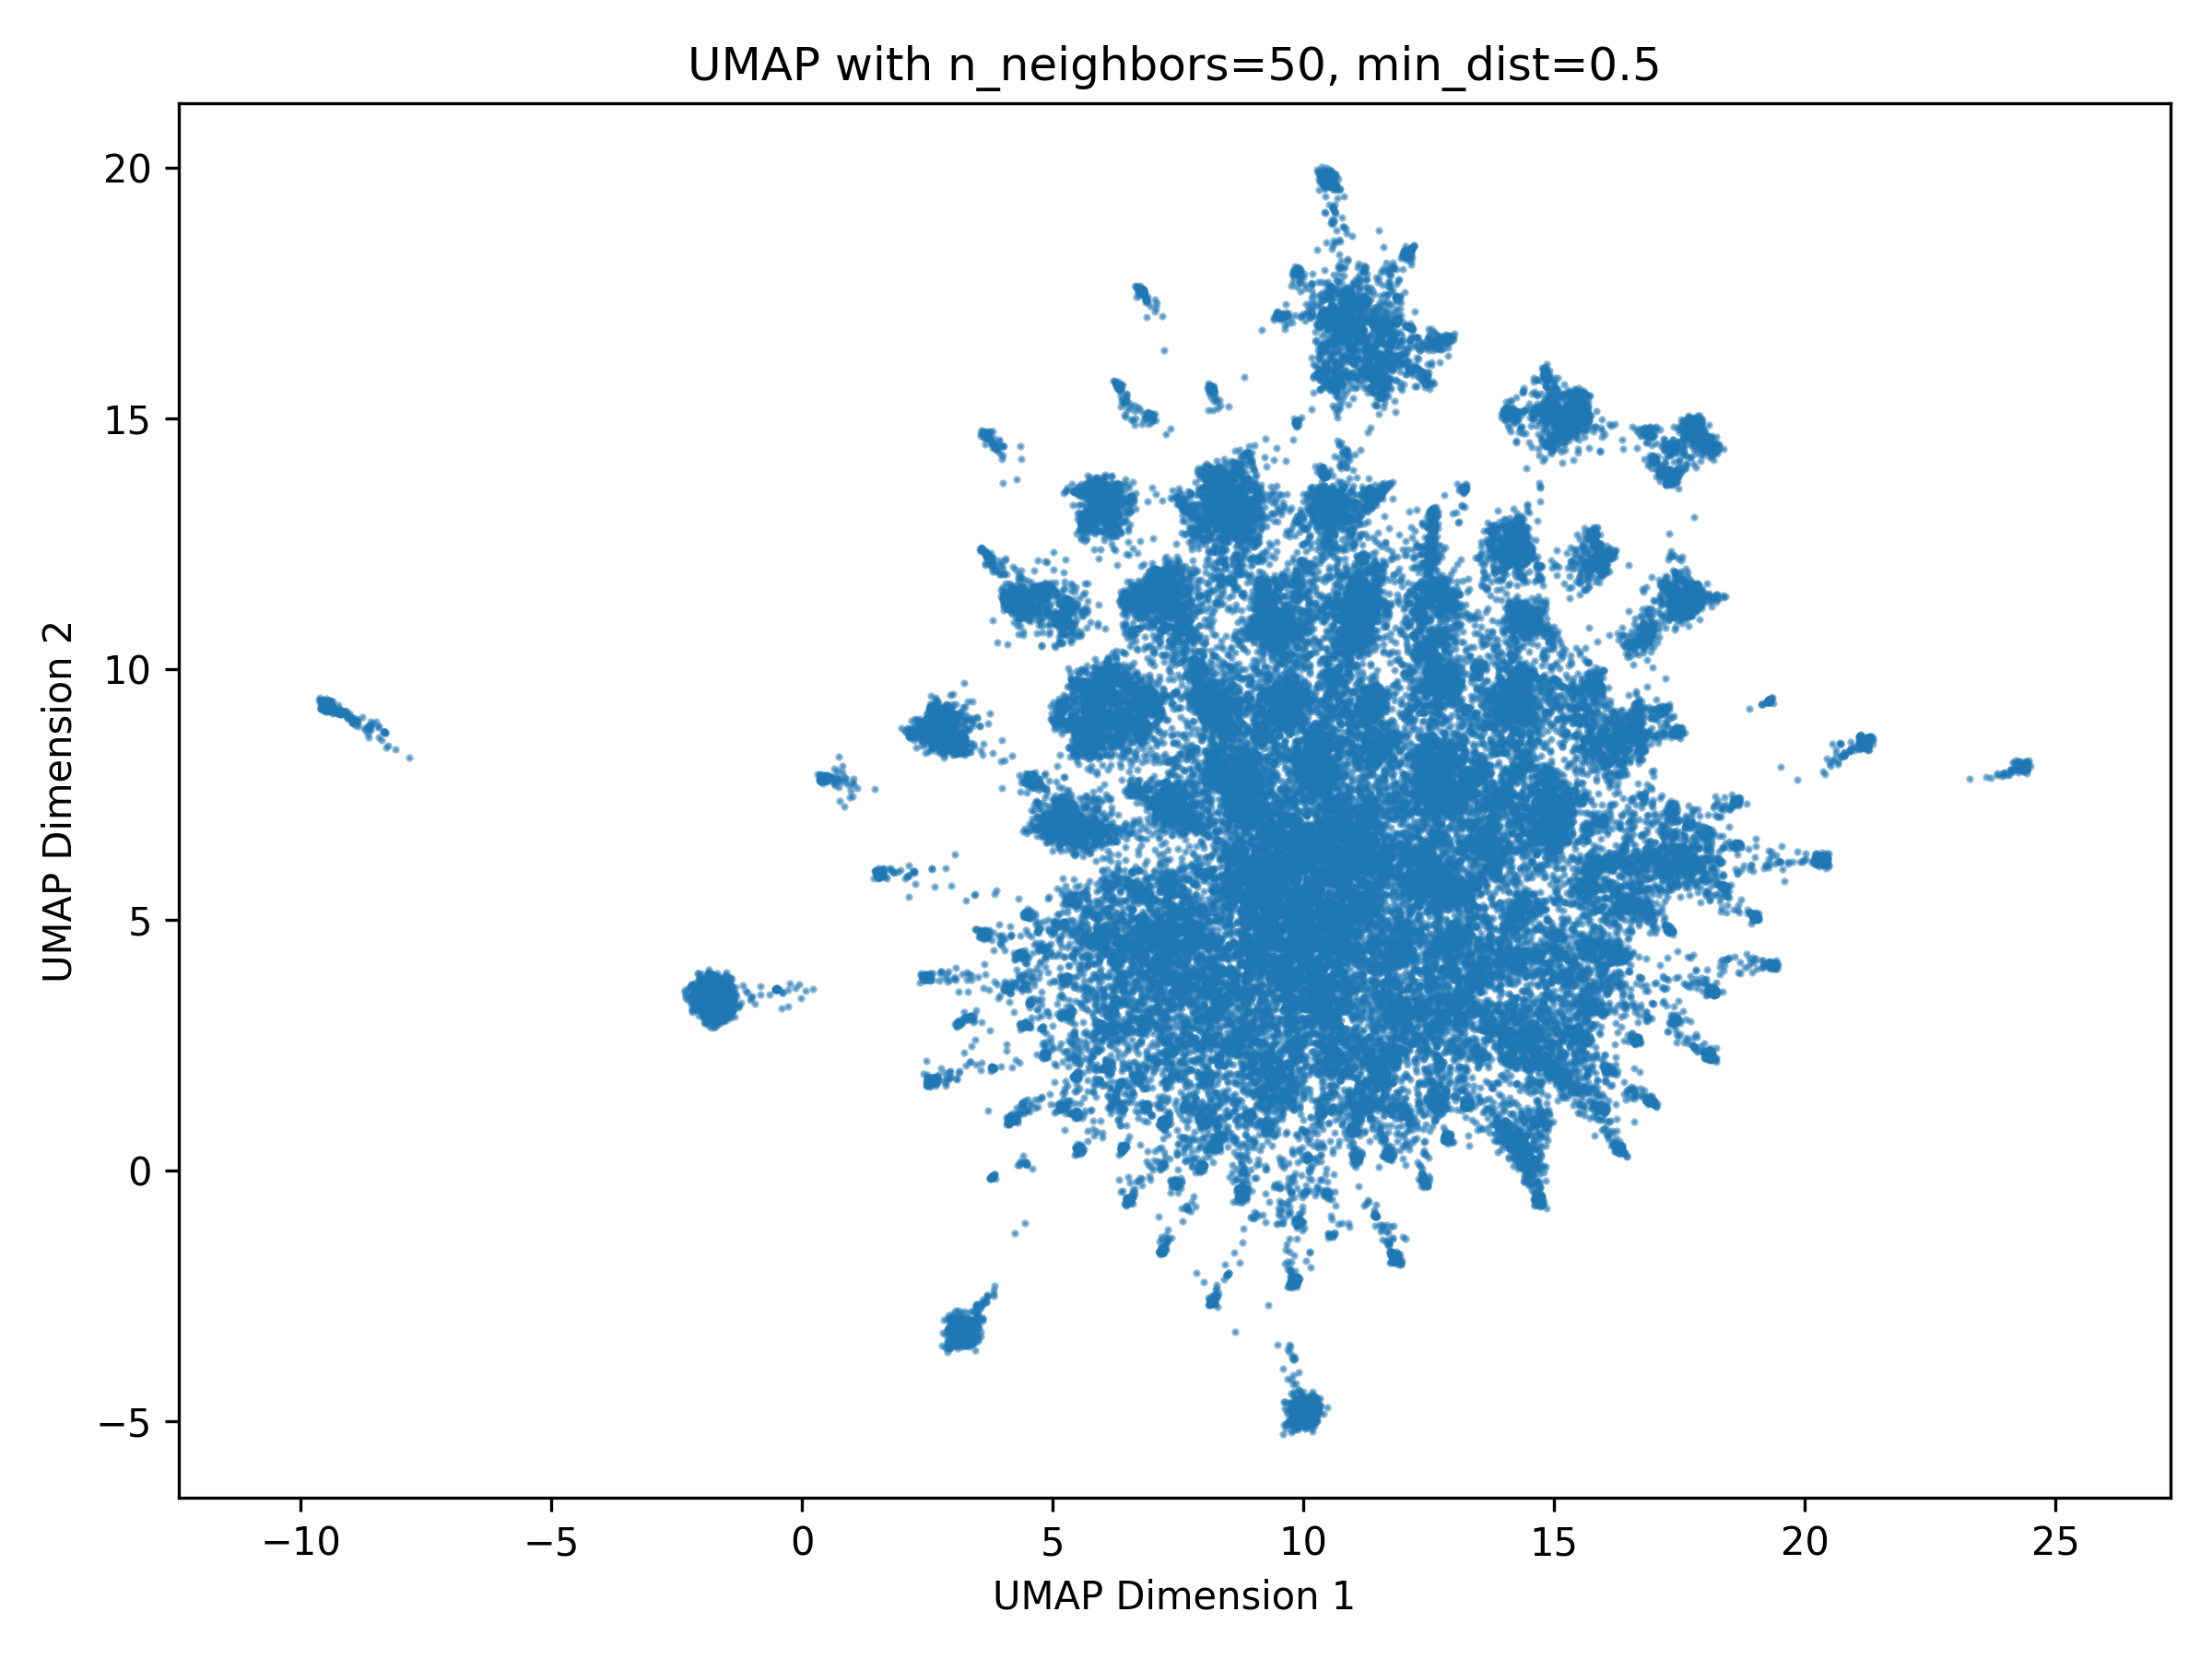 UMAP with n_neighbors=50, min_dist=0.5
20
15
10
5
0
−5
UMAP Dimension 2
−10 −5 0 5 10 15 20 25
UMAP Dimension 1